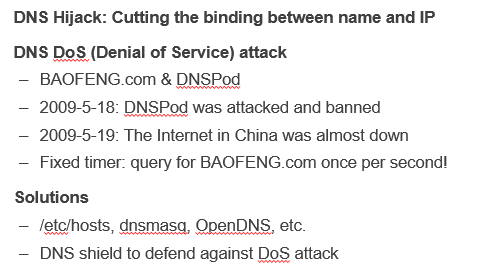 DNS Hijack: Cutting the binding between name and IP
DNS DoS (Denial of Service) attack
– BAOFENG.com & DNSPod
– 2009-5-18: DNSPod was attacked and banned
– 2009-5-19: The Internet in China was almost down
– Fixed timer: query for BAOFENG.com once per second!
Solutions
– /etc/hosts, dnsmasq, OpenDNS, etc.
– DNS shield to defend against DoS attack